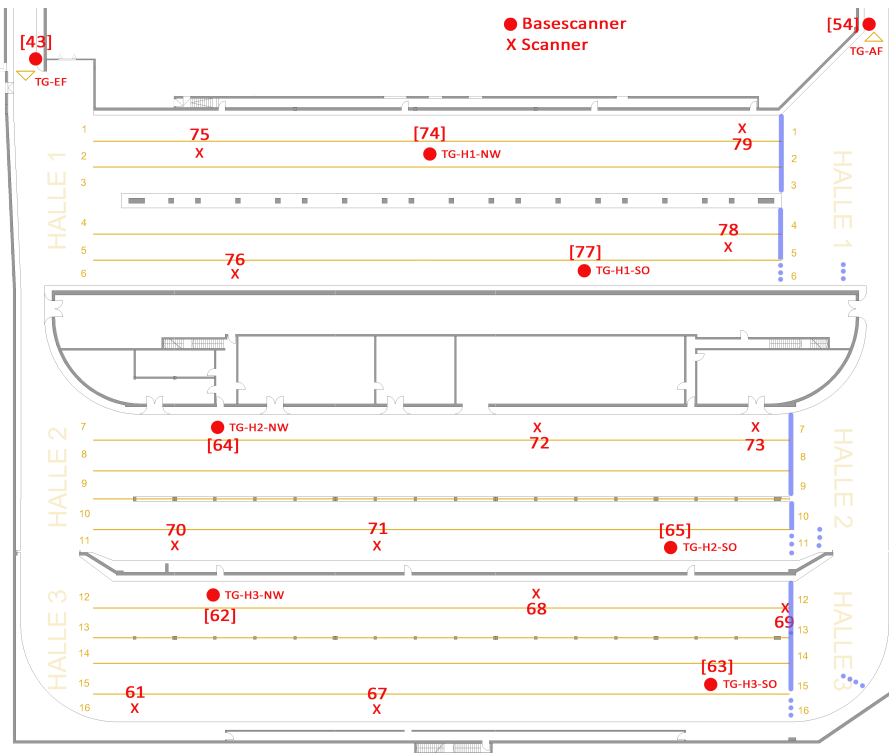 [43]
TG-EF
Basescanner
X Scanner
[54]
TG-AF
HALLE 1
1
2
3
4
5
6
75
X
[74]
TG-H1-NW
X
79
76
X
[77]
TG-H1-SO
78
X
1
2
3
4
5
6
HALLE 1
HALLE 2
7
8
9
10
11
TG-H2-NW
[64]
X
72
X
73
70
X
71
X
[65]
TG-H2-SO
7
8
9
10
11
HALLE 2
HALLE 3
12
13
14
15
16
TG-H3-NW
[62]
X
68
X
69
61
X
67
X
[63]
TG-H3-SO
12
13
14
15
16
HALLE 3